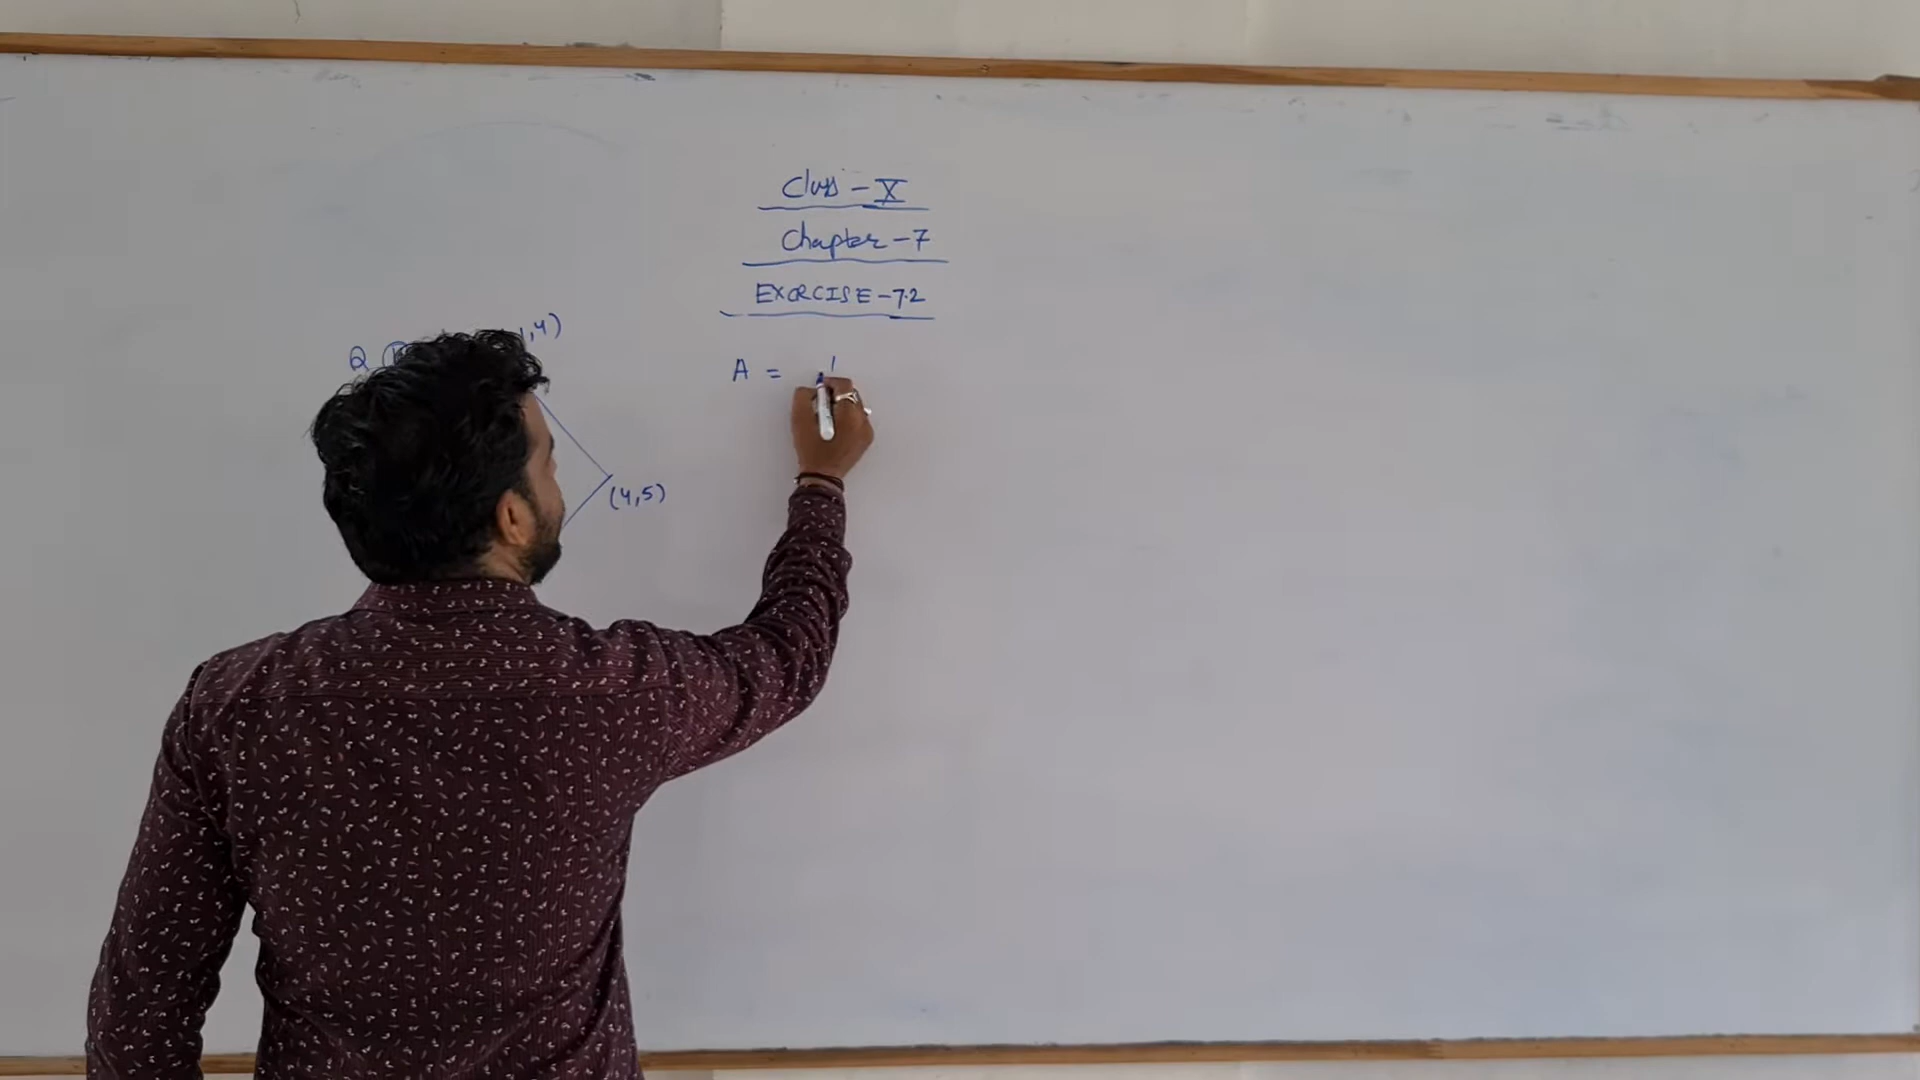 Class - X
Chapter - 7
EXERCISE - 7.2
Q
,4)
(4,5)
A =